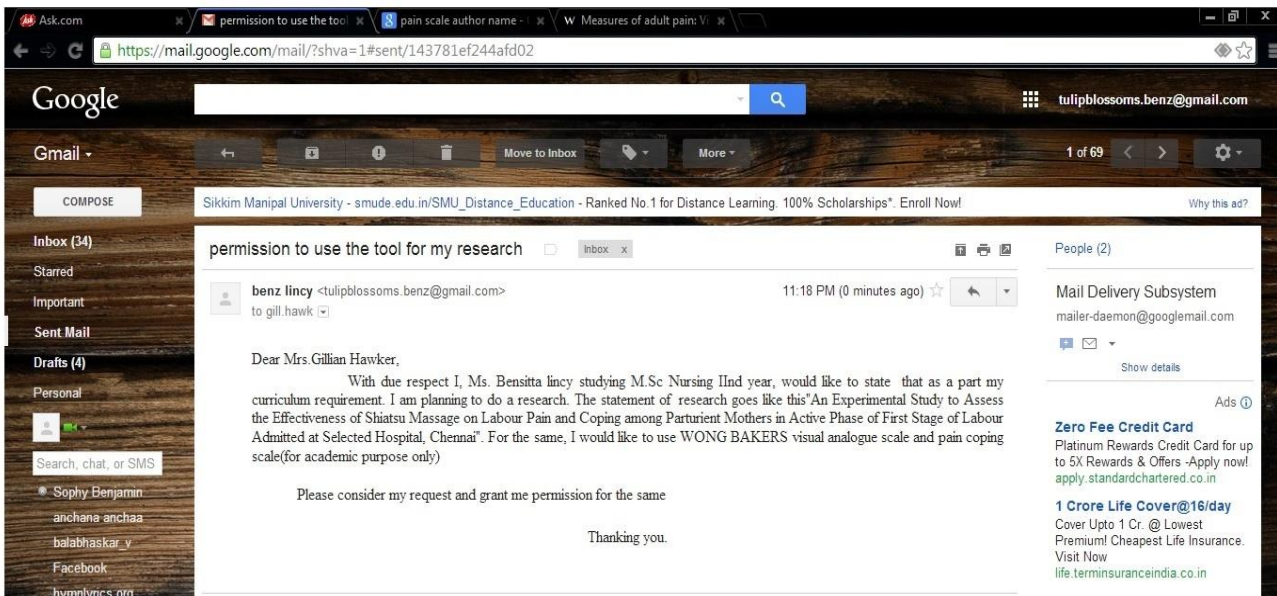 Ask.com
permission to use the tool
pain scale author name -
Measures of adult pain: Vi
https://mail.google.com/mail/?shva=1#sent/143781ef244afd02
Google
tulipblossoms.benz@gmail.com
Gmail
Move to Inbox
More
1 of 69
COMPOSE
Sikkim Manipal University - smude.edu.in/SMU_Distance_Education - Ranked No.1 for Distance Learning. 100% Scholarships*. Enroll Now!
Why this ad?
Inbox (34)
Starred
Important
Sent Mail
Drafts (4)
Personal
Search, chat, or SMS
Sophy Benjamin
anchana anchaa
balabhaskar_v
Facebook
hymnlyrics.org
permission to use the tool for my research
Inbox x
benz lincy <tulipblossoms.benz@gmail.com>
11:18 PM (0 minutes ago)
to gill.hawk
Dear Mrs.Gillian Hawker,
With due respect I, Ms. Bensitta lincy studying M.Sc Nursing IInd year, would like to state that as a part my
curriculum requirement. I am planning to do a research. The statement of research goes like this"An Experimental Study to Assess
the Effectiveness of Shiatsu Massage on Labour Pain and Coping among Parturient Mothers in Active Phase of First Stage of Labour
Admitted at Selected Hospital, Chennai". For the same, I would like to use WONG BAKERS visual analogue scale and pain coping
scale(for academic purpose only)
Please consider my request and grant me permission for the same
Thanking you.
People (2)
Mail Delivery Subsystem
mailer-daemon@googlemail.com
Show details
Ads
Zero Fee Credit Card
Platinum Rewards Credit Card for up
to 5X Rewards & Offers -Apply now!
apply.standardchartered.co.in
1 Crore Life Cover@16/day
Cover Upto 1 Cr. @ Lowest
Premium! Cheapest Life Insurance.
Visit Now
life.terminsuranceindia.co.in